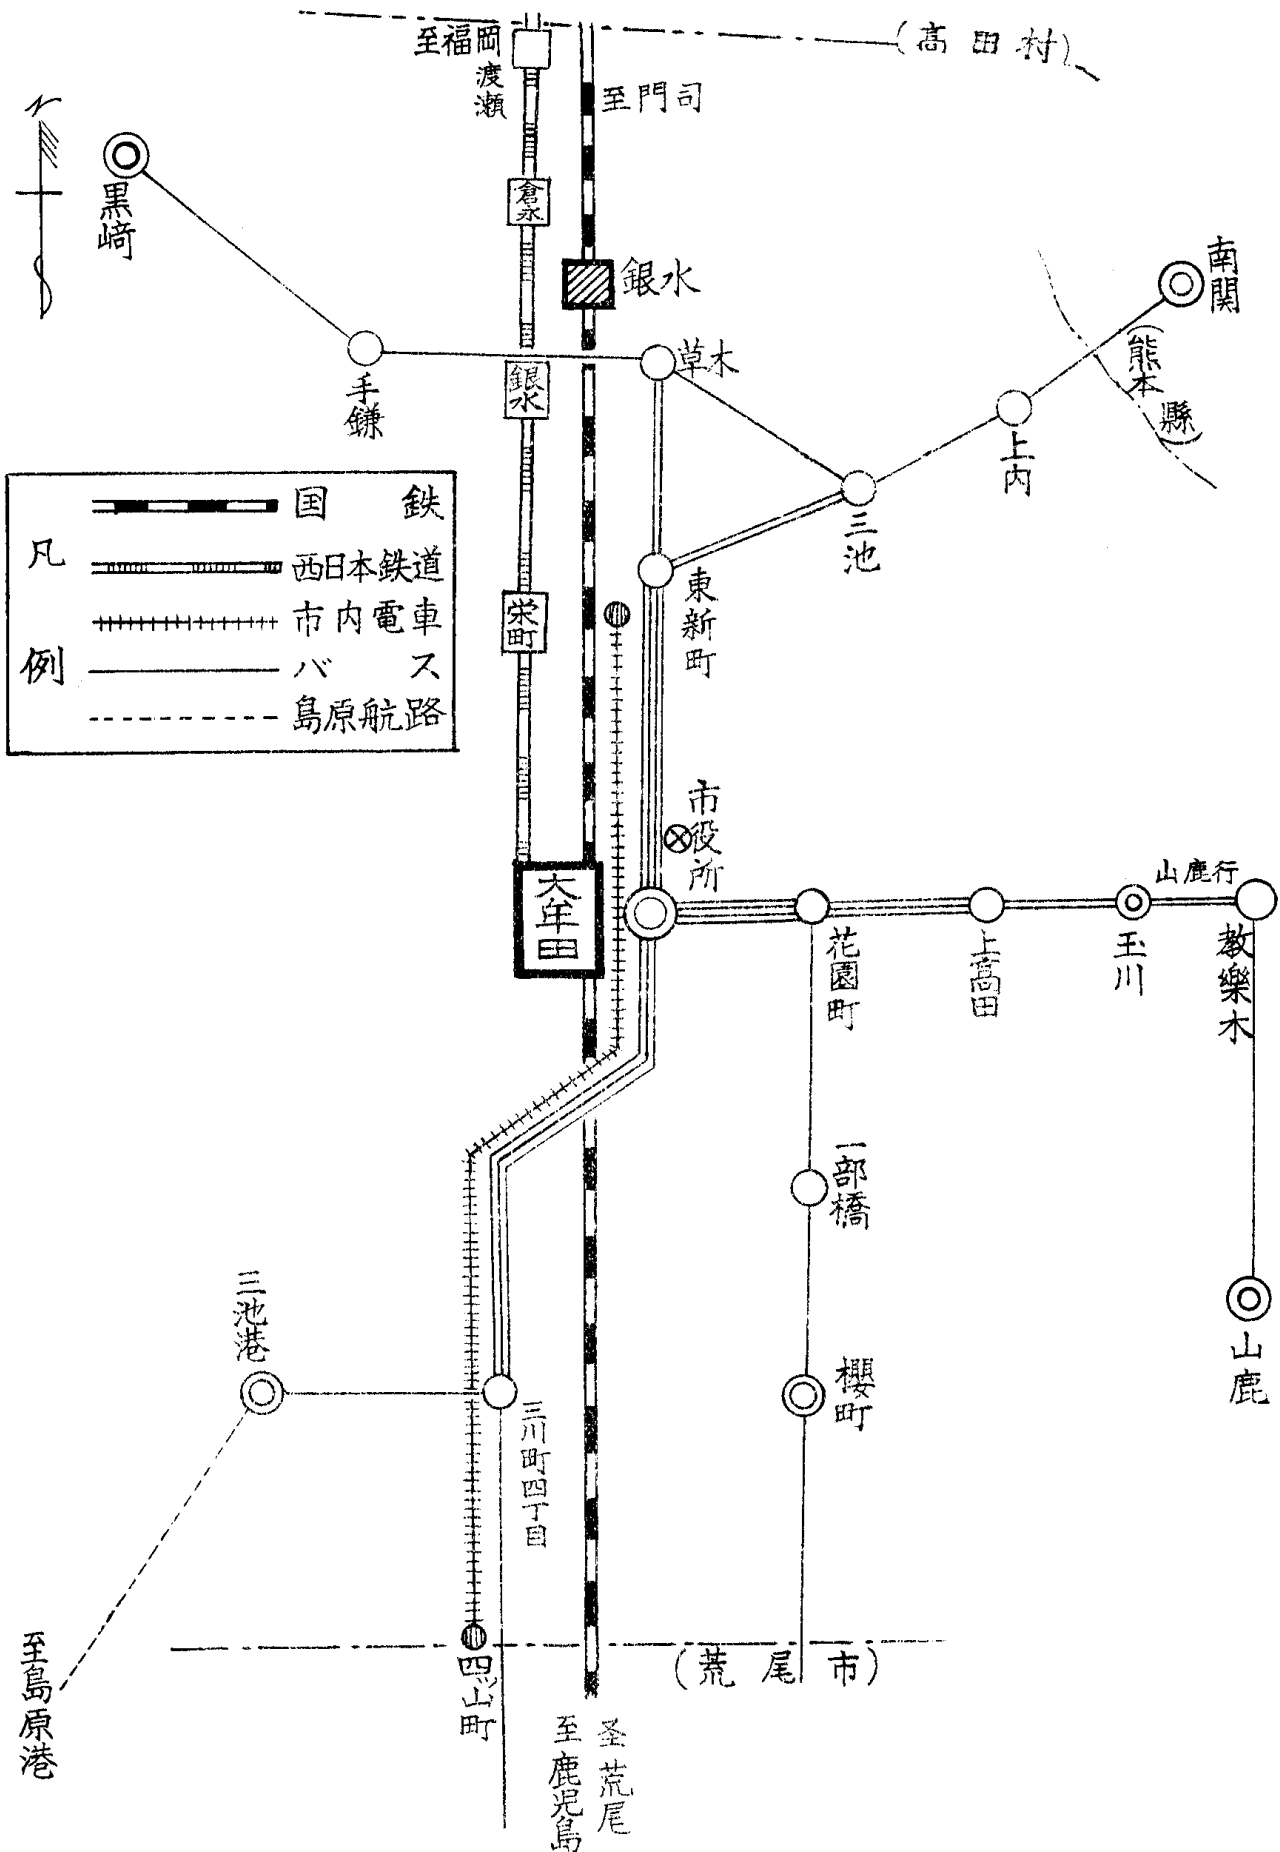 (高田村)
至福岡
渡瀬
至門司
N
黒崎
倉永
銀水
南関
(熊本縣)
草木
銀水
手鎌
上内
三池
凡例
国鉄
西日本鉄道
市内電車
バス
島原航路
栄町
東新町
市役所
大牟田
花園町
上高田
玉川
山鹿行
教樂木
一部橋
三池港
櫻町
山鹿
三川町四丁目
至島原港
四ツ山町
(荒尾市)
至荒尾
至鹿児島